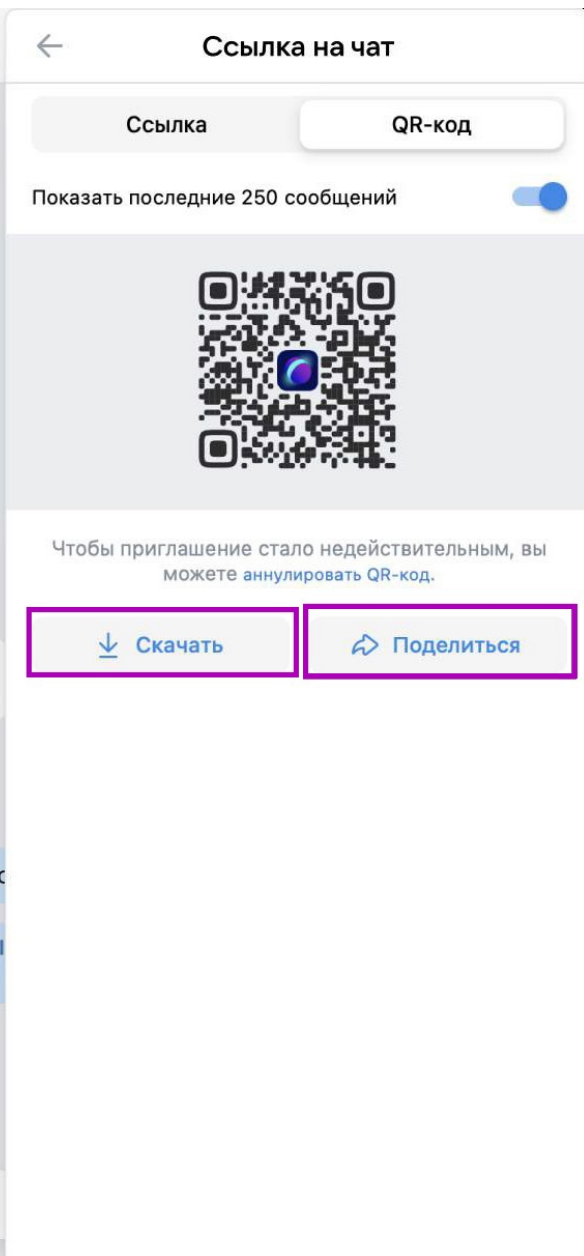 Ссылка на чат
Ссылка
QR-код
Показать последние 250 сообщений
Чтобы приглашение стало недействительным, вы
можете аннулировать QR-код.
Скачать
Поделиться